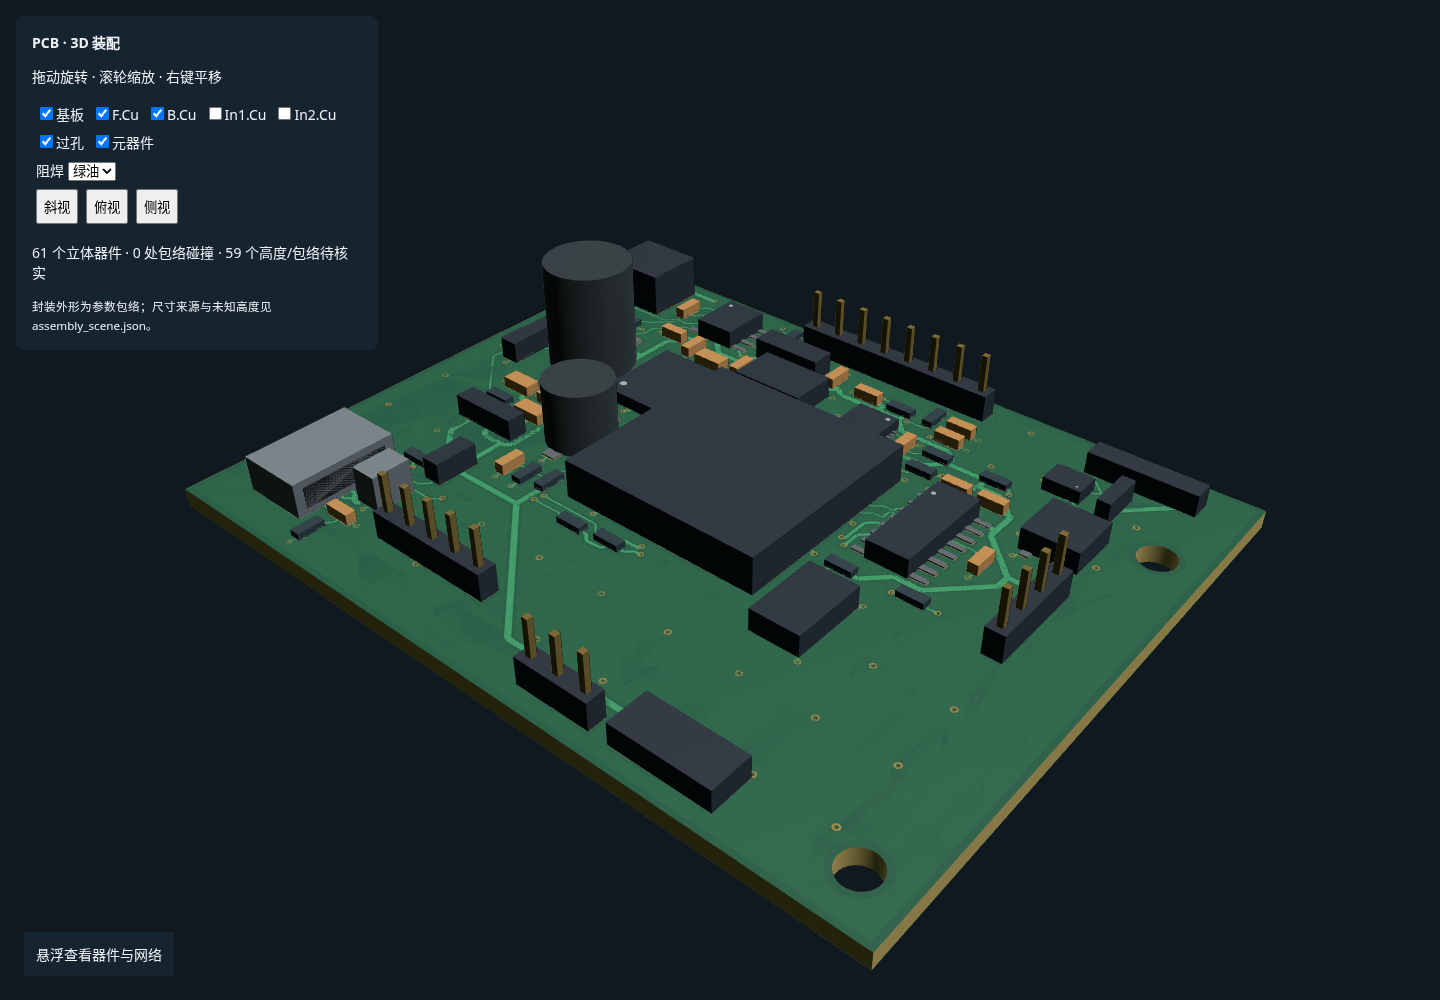 PCB · 3D 装配
拖动旋转 · 滚轮缩放 · 右键平移
基板 F.Cu B.Cu In1.Cu In2.Cu
过孔 元器件
阻焊 绿油
斜视 俯视 侧视
61 个立体器件 · 0 处包络碰撞 · 59 个高度/包络待核
实
封装外形为参数包络；尺寸来源与未知高度见
assembly_scene.json。
悬浮查看器件与网络